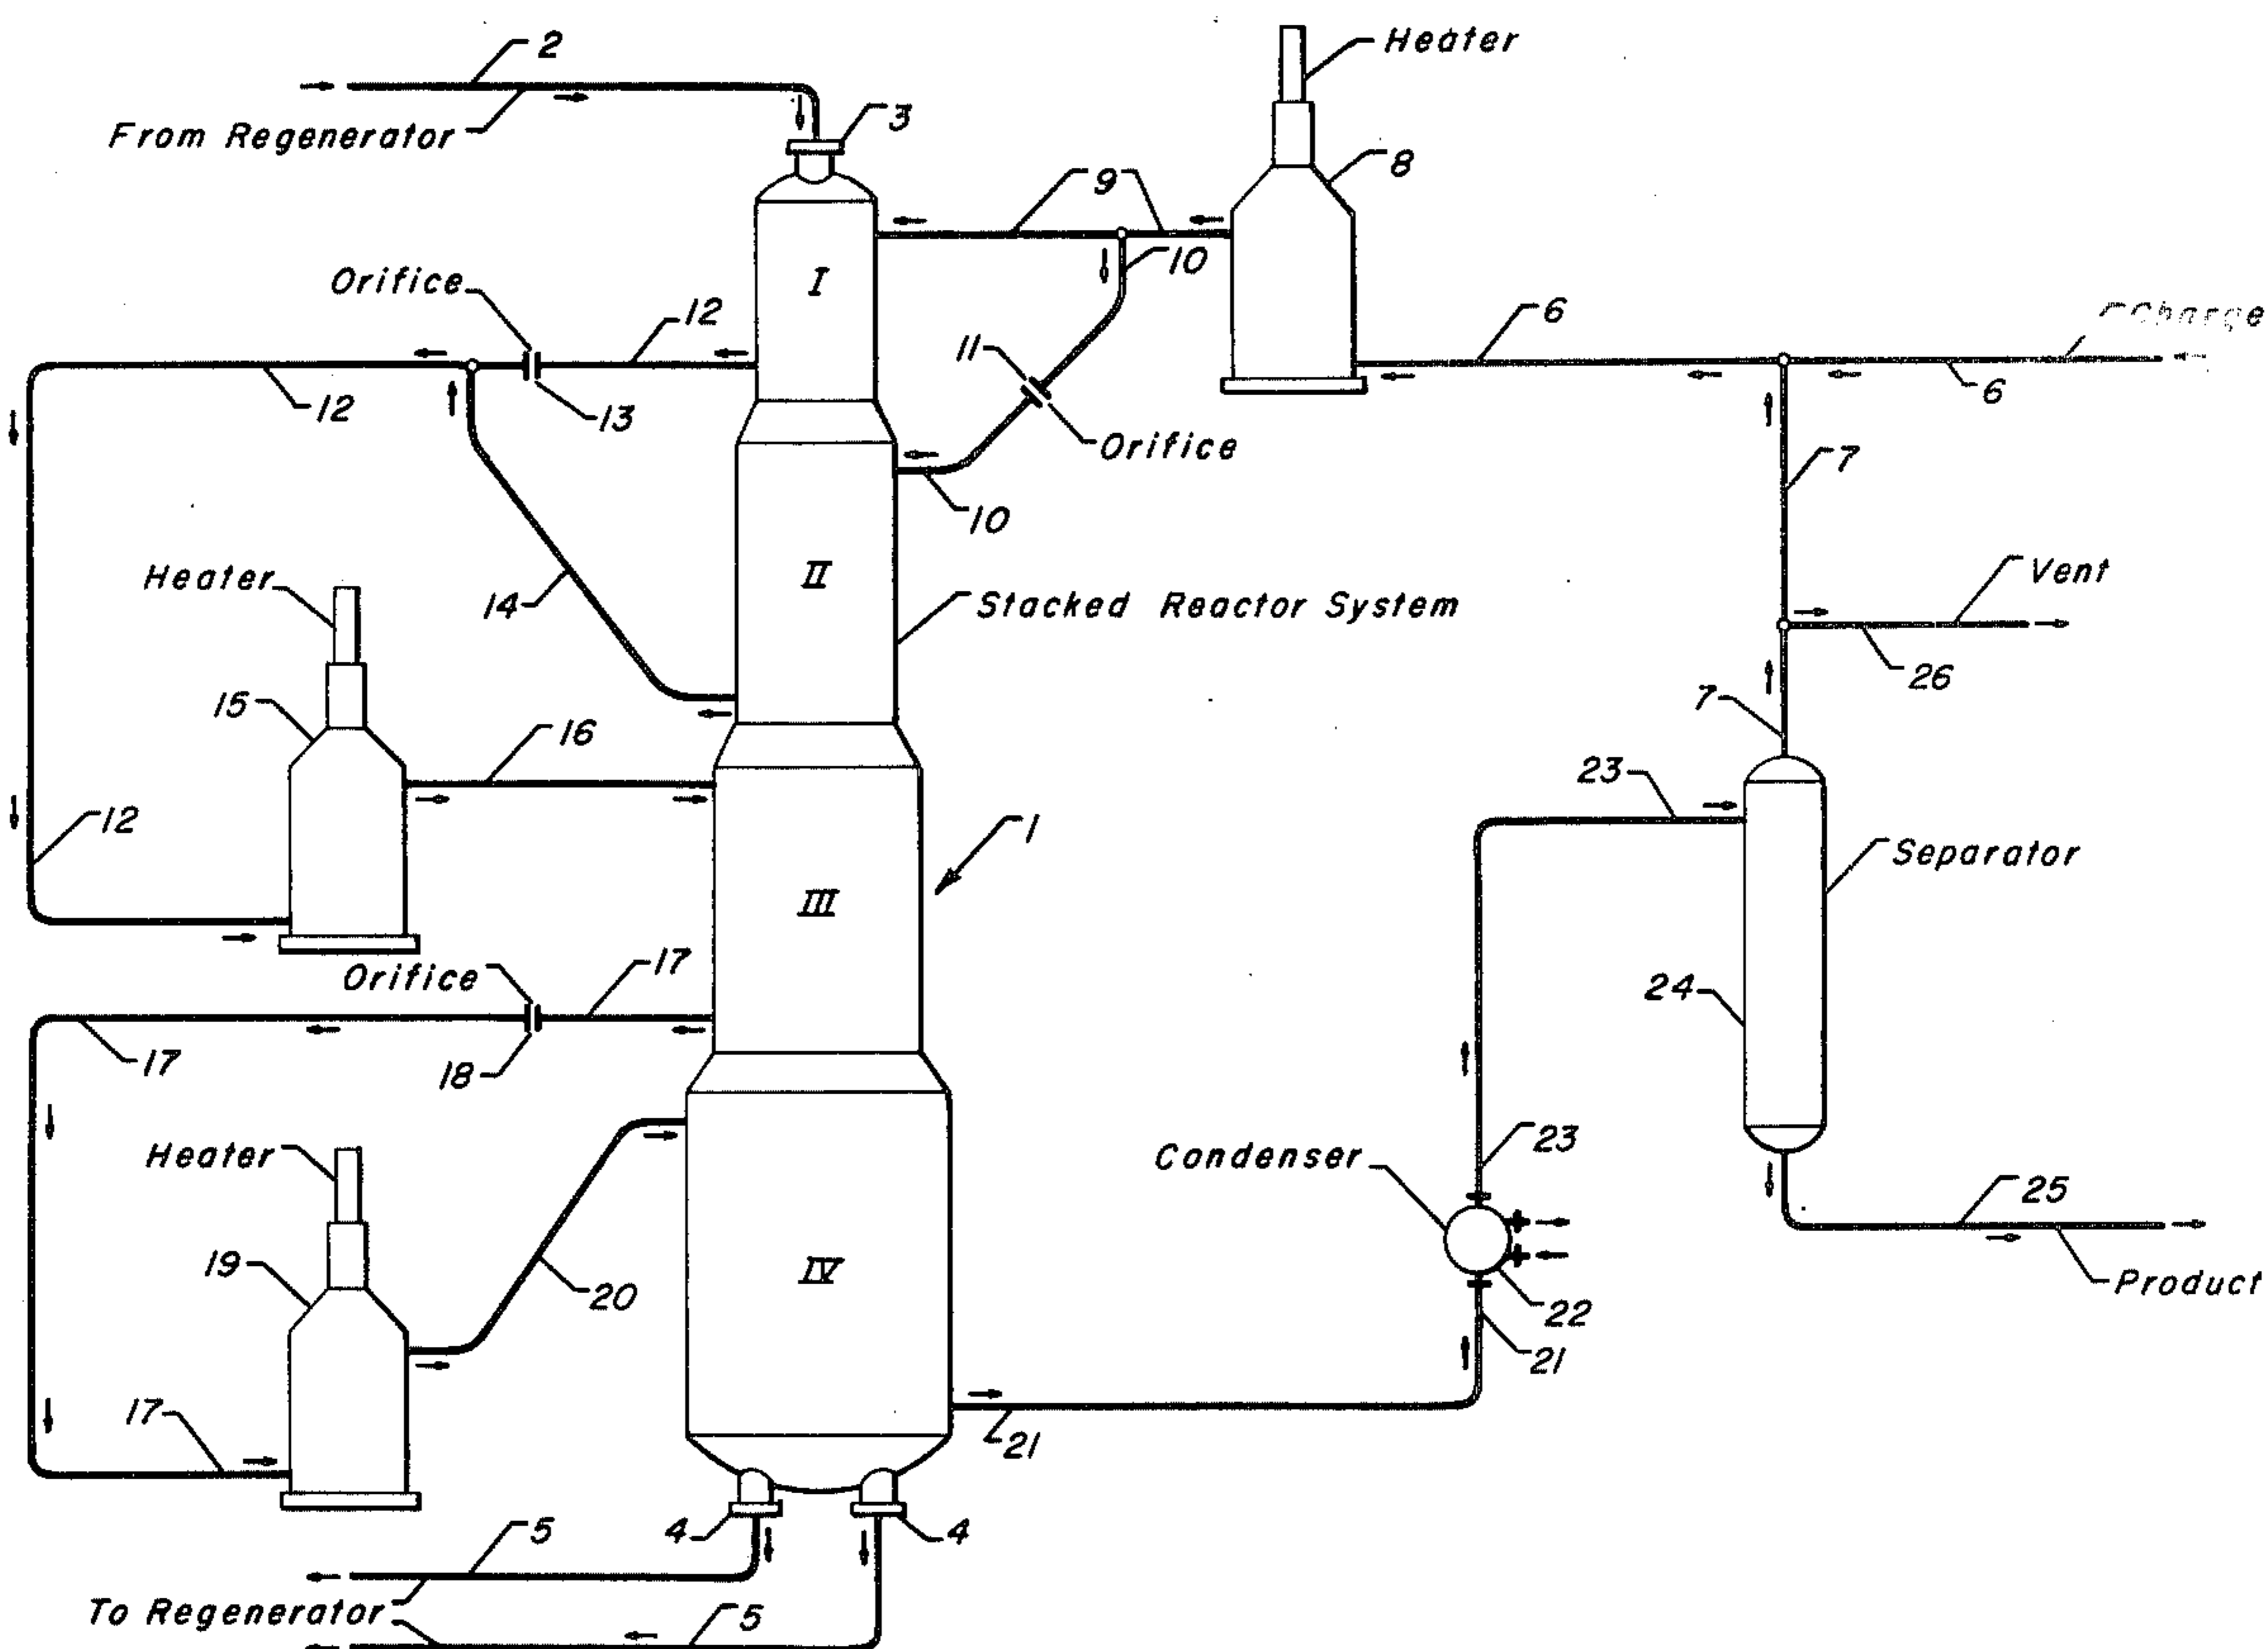 2
Heater
From Regenerator
3
8
9
10
Orifice
12
6
Charge
11
6
12
13
Orifice
7
10
Heater
II
Vent
14
Stacked Reactor System
I
15
16
7
26
23
12
1
Separator
III
Orifice
17
24
17
18
Heater
Condenser
23
25
19
20
IV
22
Product
21
17
21
4
4
5
To Regenerator
5